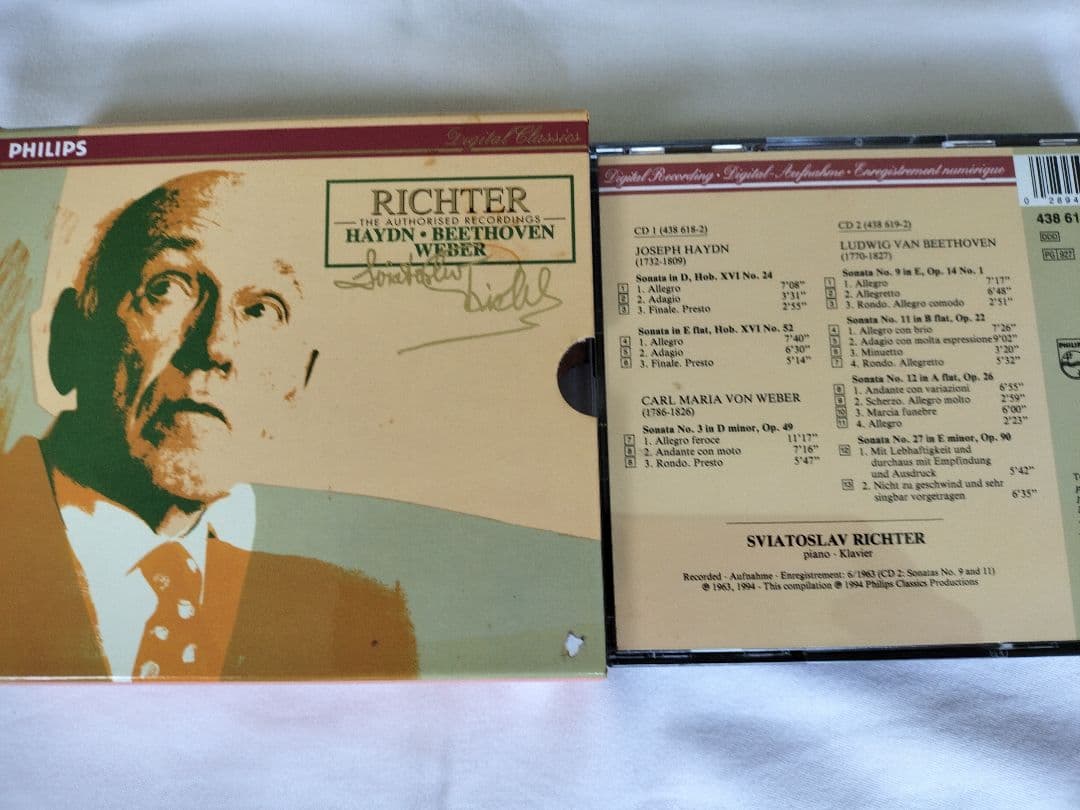 PHILIPS
Digital Classics
RICHTER
THE AUTHORISED RECORDINGS
HAYDN • BEETHOVEN
WEBER
Sviatoslav Richter
Digital Recording • Digital-Aufnahme • Enregistrement numérique
CD 1 (438 618-2)
JOSEPH HAYDN
(1732-1809)
Sonata in D, Hob. XVI No. 24
1 1. Allegro 7'08"
2 2. Adagio 3'31"
3 3. Finale. Presto 2'55"
Sonata in E flat, Hob. XVI No. 52
4 1. Allegro 7'40"
5 2. Adagio 6'30"
6 3. Finale. Presto 5'14"
CARL MARIA VON WEBER
(1786-1826)
Sonata No. 3 in D minor, Op. 49
7 1. Allegro feroce 11'17"
8 2. Andante con moto 7'16"
3. Rondo. Presto 5'47"
CD 2 (438 619-2)
LUDWIG VAN BEETHOVEN
(1770-1827)
Sonata No. 9 in E, Op. 14 No. 1
1 1. Allegro 7'17"
2 2. Allegretto 6'48"
3 3. Rondo. Allegro comodo 2'51"
Sonata No. 11 in B flat, Op. 22
4 1. Allegro con brio 7'26"
5 2. Adagio con molta espressione 9'02"
6 3. Minuetto 3'20"
7 4. Rondo. Allegretto 5'32"
Sonata No. 12 in A flat, Op. 26
8 1. Andante con variazioni 6'55"
9 2. Scherzo. Allegro molto 2'59"
10 3. Marcia funebre 6'00"
11 4. Allegro 2'23"
Sonata No. 27 in E minor, Op. 90
12 1. Mit Lebhaftigkeit und
durchaus mit Empfindung
und Ausdruck 5'42"
13 2. Nicht zu geschwind und sehr
singbar vorgetragen 6'35"
SVIATOSLAV RICHTER
piano - Klavier
Recorded - Aufnahme - Enregistrement: 6/1963 (CD 2: Sonatas No. 9 and 11)
℗ 1963, 1994 - This compilation ℗ 1994 Philips Classics Productions
0 2894
438 61
DDD
PG 927
PHILIPS